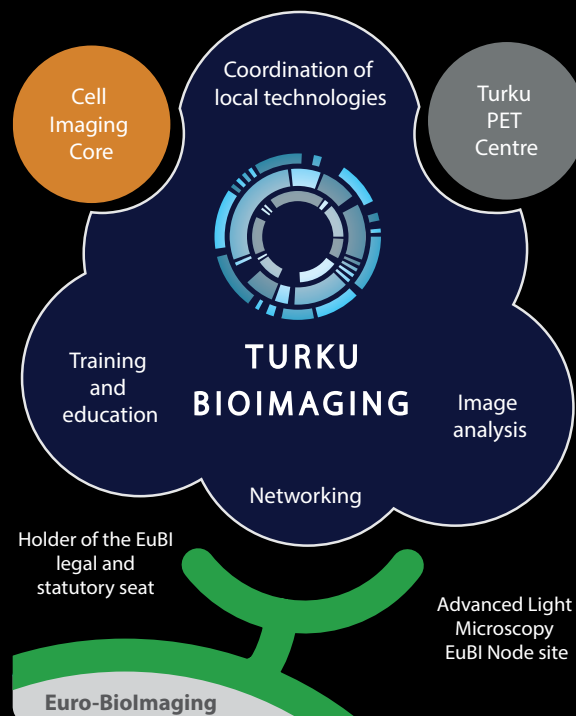 Coordination of
local technologies
Cell
Imaging
Core
Turku
PET
Centre
TURKU
BIOIMAGING
Training
and
education
Image
analysis
Networking
Holder of the EuBI
legal and
statutory seat
Advanced Light
Microscopy
EuBI Node site
Euro-BioImaging